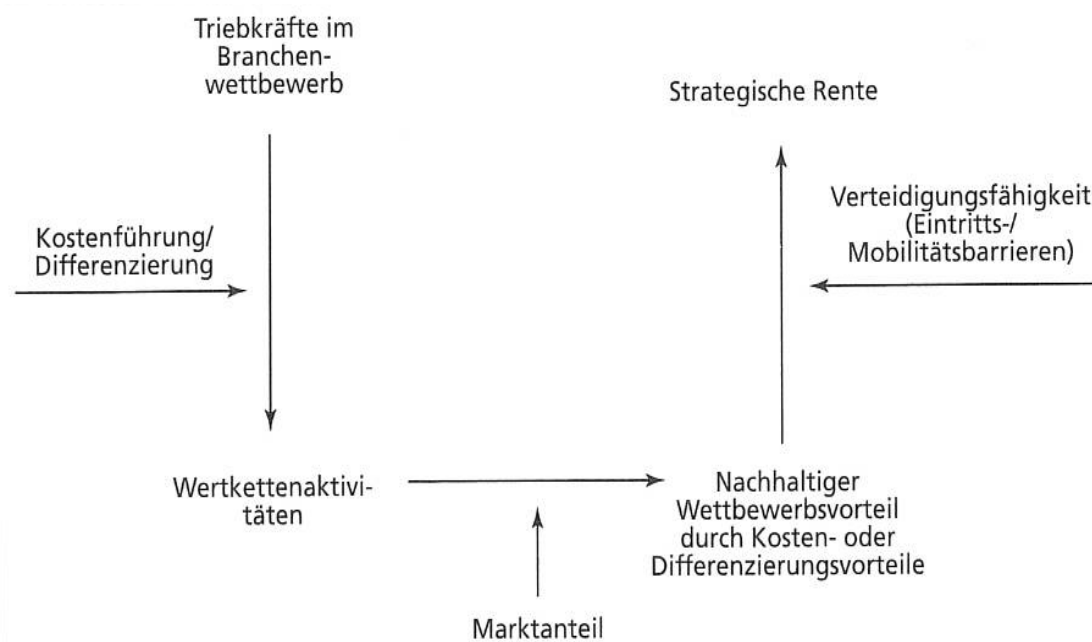 Triebkräfte im
Branchen-
wettbewerb
Strategische Rente
Kostenführung/
Differenzierung
Verteidigungsfähigkeit
(Eintritts-/
Mobilitätsbarrieren)
Wertkettenaktivi-
täten
Nachhaltiger
Wettbewerbsvorteil
durch Kosten- oder
Differenzierungsvorteile
Marktanteil